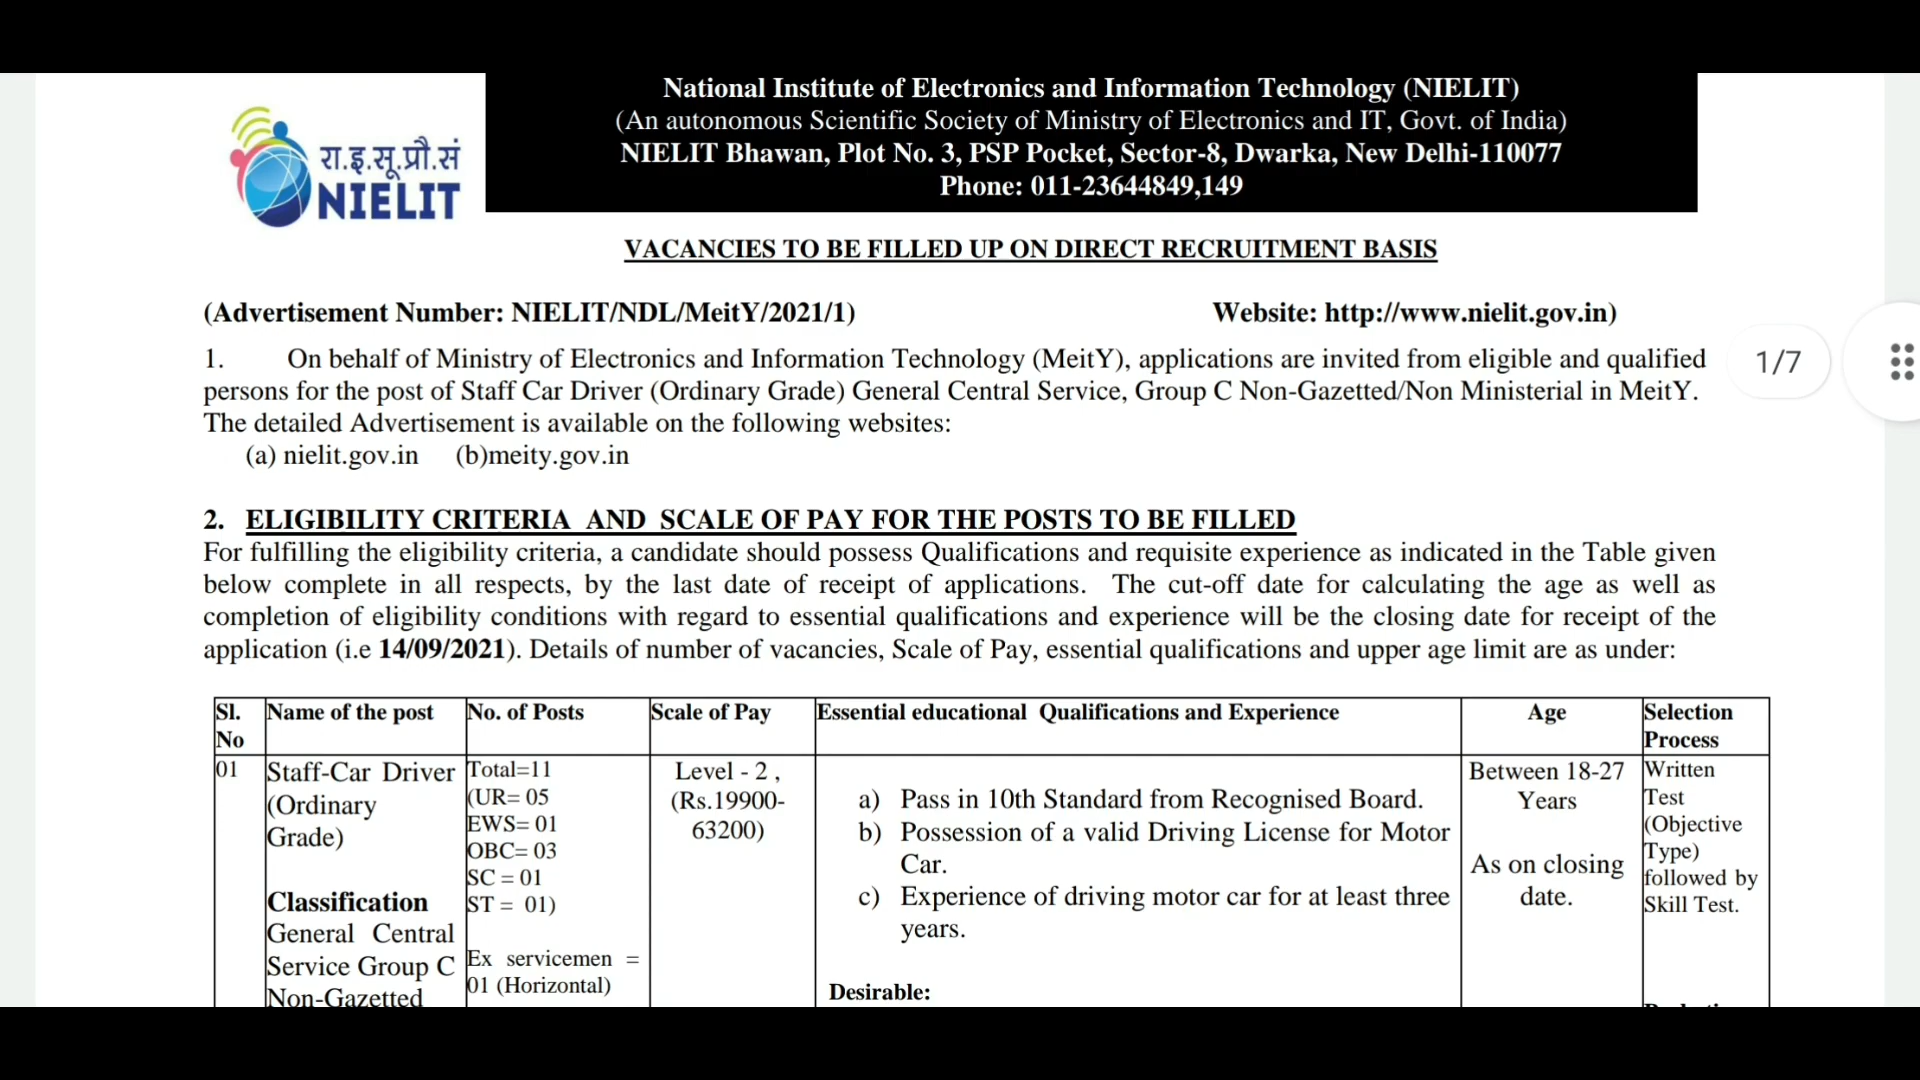 National Institute of Electronics and Information Technology (NIELIT)
(An autonomous Scientific Society of Ministry of Electronics and IT, Govt. of India)
NIELIT Bhawan, Plot No. 3, PSP Pocket, Sector-8, Dwarka, New Delhi-110077
Phone: 011-23644849,149
रा.इ.सू.प्रौ.सं
NIELIT
VACANCIES TO BE FILLED UP ON DIRECT RECRUITMENT BASIS
(Advertisement Number: NIELIT/NDL/MeitY/2021/1) Website: http://www.nielit.gov.in)
1. On behalf of Ministry of Electronics and Information Technology (MeitY), applications are invited from eligible and qualified
persons for the post of Staff Car Driver (Ordinary Grade) General Central Service, Group C Non-Gazetted/Non Ministerial in MeitY.
The detailed Advertisement is available on the following websites:
(a) nielit.gov.in (b)meity.gov.in
1/7
2. ELIGIBILITY CRITERIA AND SCALE OF PAY FOR THE POSTS TO BE FILLED
For fulfilling the eligibility criteria, a candidate should possess Qualifications and requisite experience as indicated in the Table given
below complete in all respects, by the last date of receipt of applications. The cut-off date for calculating the age as well as
completion of eligibility conditions with regard to essential qualifications and experience will be the closing date for receipt of the
application (i.e 14/09/2021). Details of number of vacancies, Scale of Pay, essential qualifications and upper age limit are as under:
Sl.
No
Name of the post
No. of Posts
Scale of Pay
Essential educational Qualifications and Experience
Age
Selection
Process
01
Staff-Car Driver
(Ordinary
Grade)
Classification
General Central
Service Group C
Non-Gazetted
Total=11
(UR= 05
EWS= 01
OBC= 03
SC = 01
ST = 01)
Ex servicemen =
01 (Horizontal)
Level - 2 ,
(Rs.19900-
63200)
a) Pass in 10th Standard from Recognised Board.
b) Possession of a valid Driving License for Motor
Car.
c) Experience of driving motor car for at least three
years.
Desirable:
Between 18-27
Years
As on closing
date.
Written
Test
(Objective
Type)
followed by
Skill Test.